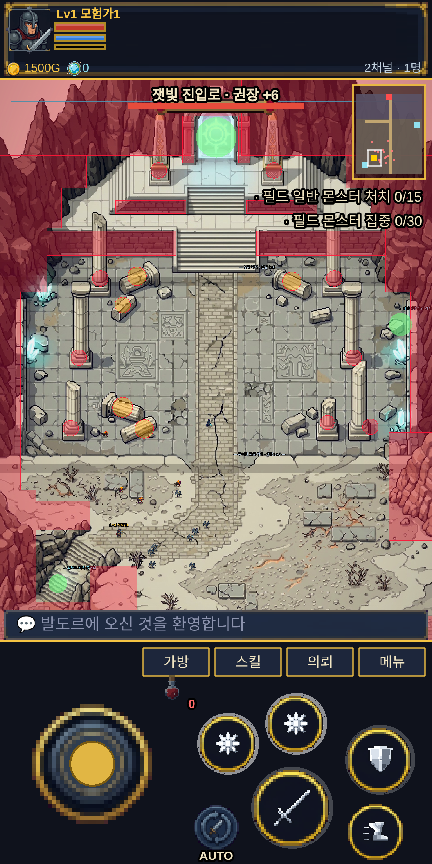 Lv1 모험가1
1500G 0
2채널 · 1명
잿빛 진입로 · 권장 +6
· 필드 일반 몬스터 처치 0/15
· 필드 몬스터 집중 0/30
발도르에 오신 것을 환영합니다
가방 스킬 의뢰 메뉴
0
AUTO